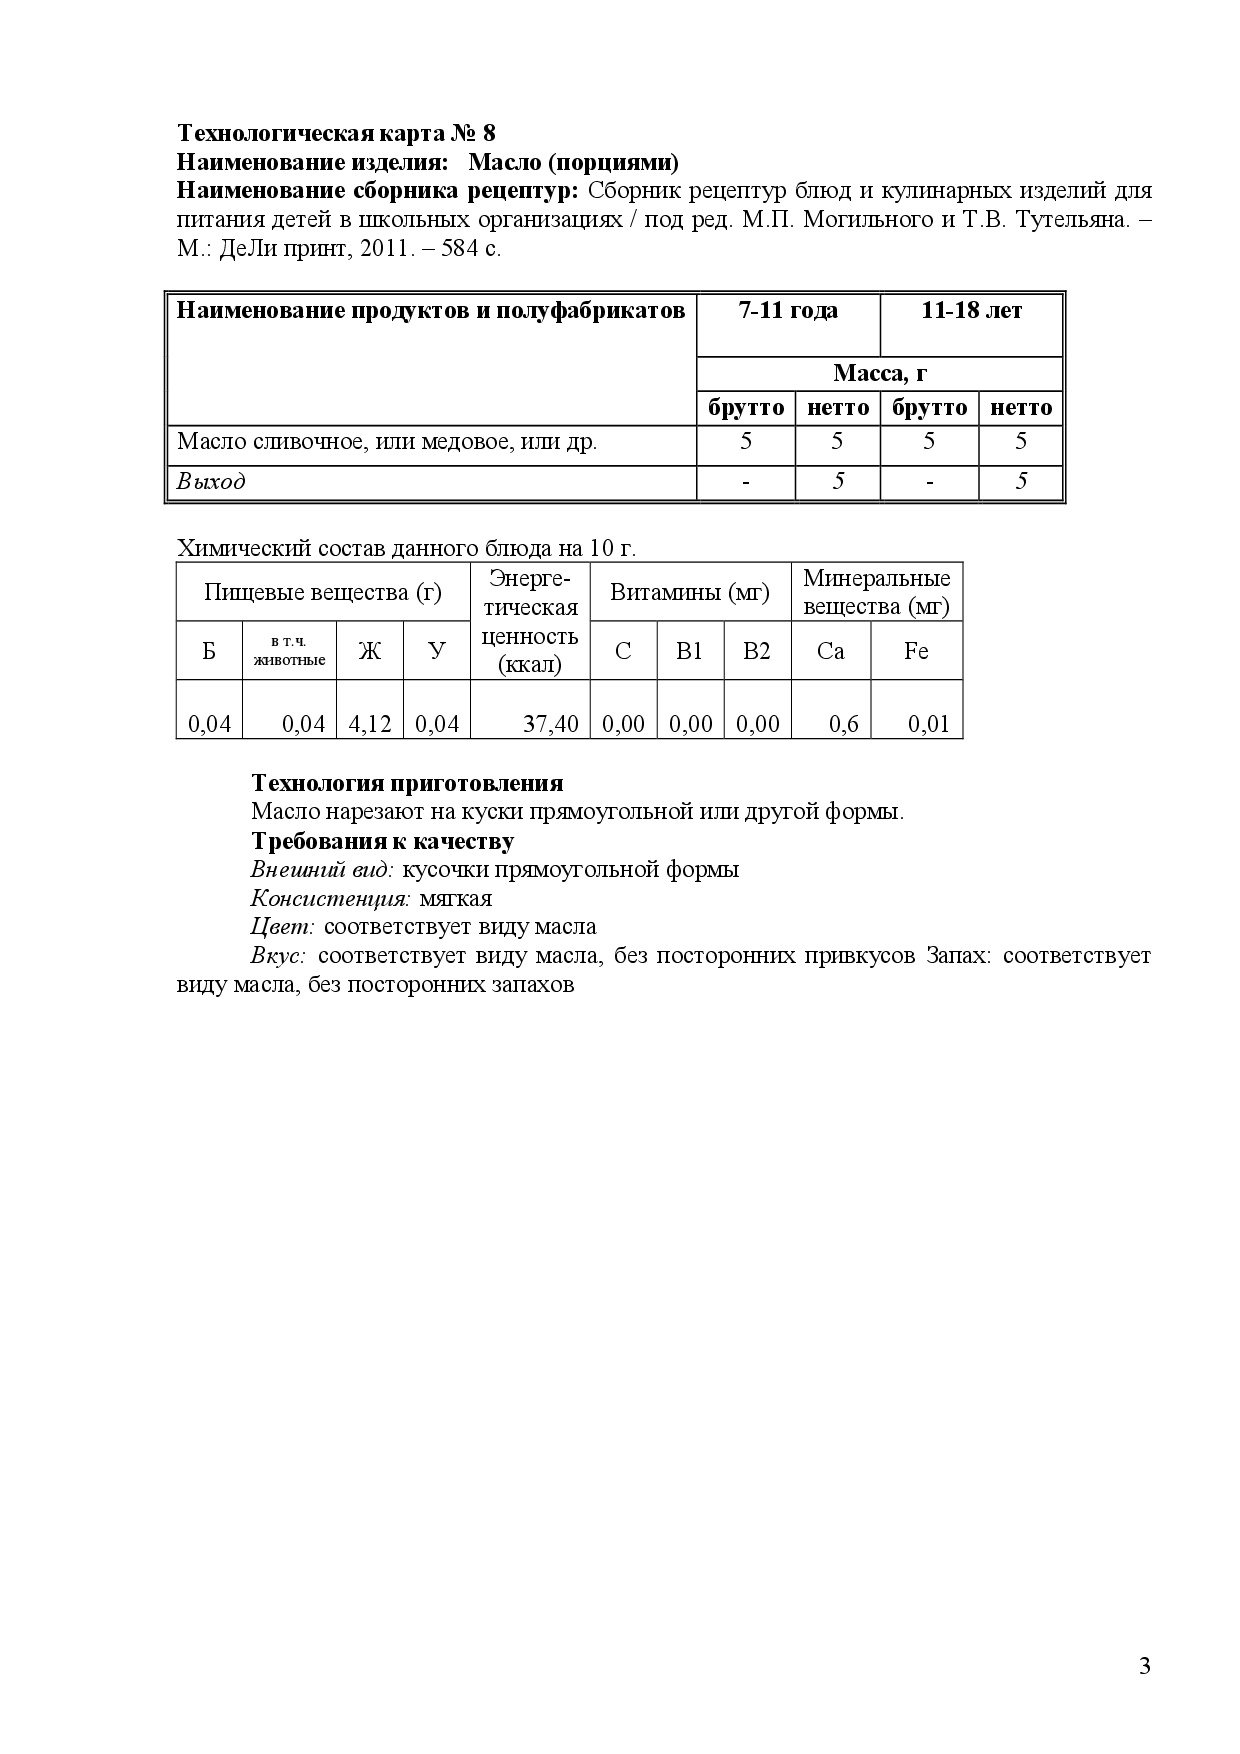 Технологическая карта № 8
Наименование изделия: Масло (порциями)
Наименование сборника рецептур: Сборник рецептур блюд и кулинарных изделий для
питания детей в школьных организациях / под ред. М.П. Могильного и Т.В. Тутельяна. –
М.: ДеЛи принт, 2011. – 584 с.
Наименование продуктов и полуфабрикатов 7-11 года 11-18 лет
Масса, г
брутто нетто брутто нетто
Масло сливочное, или медовое, или др. 5 5 5 5
Выход - 5 - 5
Химический состав данного блюда на 10 г.
Пищевые вещества (г) Энерге-
тическая
ценность
(ккал) Витамины (мг) Минеральные
вещества (мг)
Б в т.ч.
животные Ж У С В1 В2 Са Fe
0,04 0,04 4,12 0,04 37,40 0,00 0,00 0,00 0,6 0,01
Технология приготовления
Масло нарезают на куски прямоугольной или другой формы.
Требования к качеству
Внешний вид: кусочки прямоугольной формы
Консистенция: мягкая
Цвет: соответствует виду масла
Вкус: соответствует виду масла, без посторонних привкусов Запах: соответствует
виду масла, без посторонних запахов
3